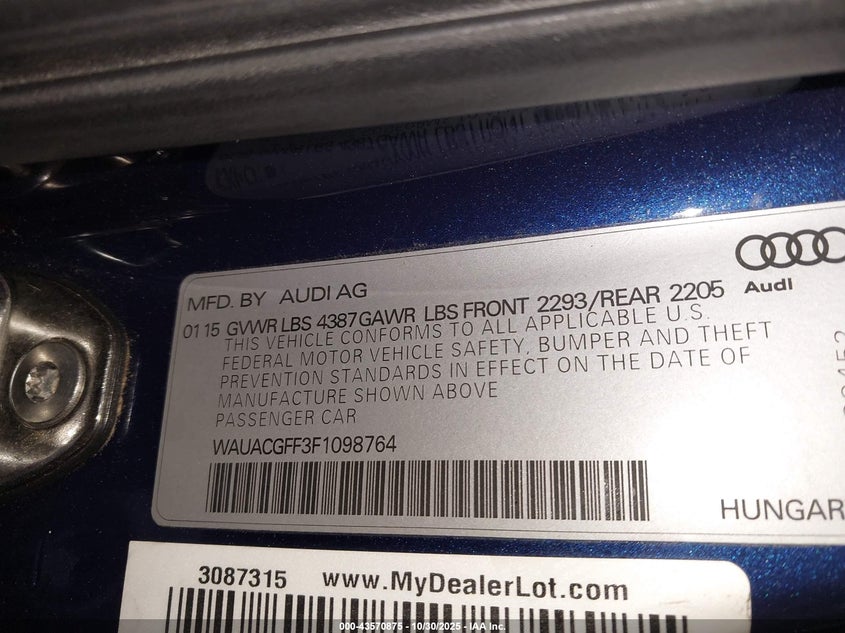 MFD. BY AUDI AG
Audi
01 15 GVWR LBS 4387 GAWR LBS FRONT 2293/REAR 2205
THIS VEHICLE CONFORMS TO ALL APPLICABLE U.S.
FEDERAL MOTOR VEHICLE SAFETY, BUMPER AND THEFT
PREVENTION STANDARDS IN EFFECT ON THE DATE OF
MANUFACTURE SHOWN ABOVE
PASSENGER CAR
WAUACGFF3F1098764
HUNGAR
3087315 www.MyDealerLot.com
000-43570875 - 10/30/2025 - IAA Inc.